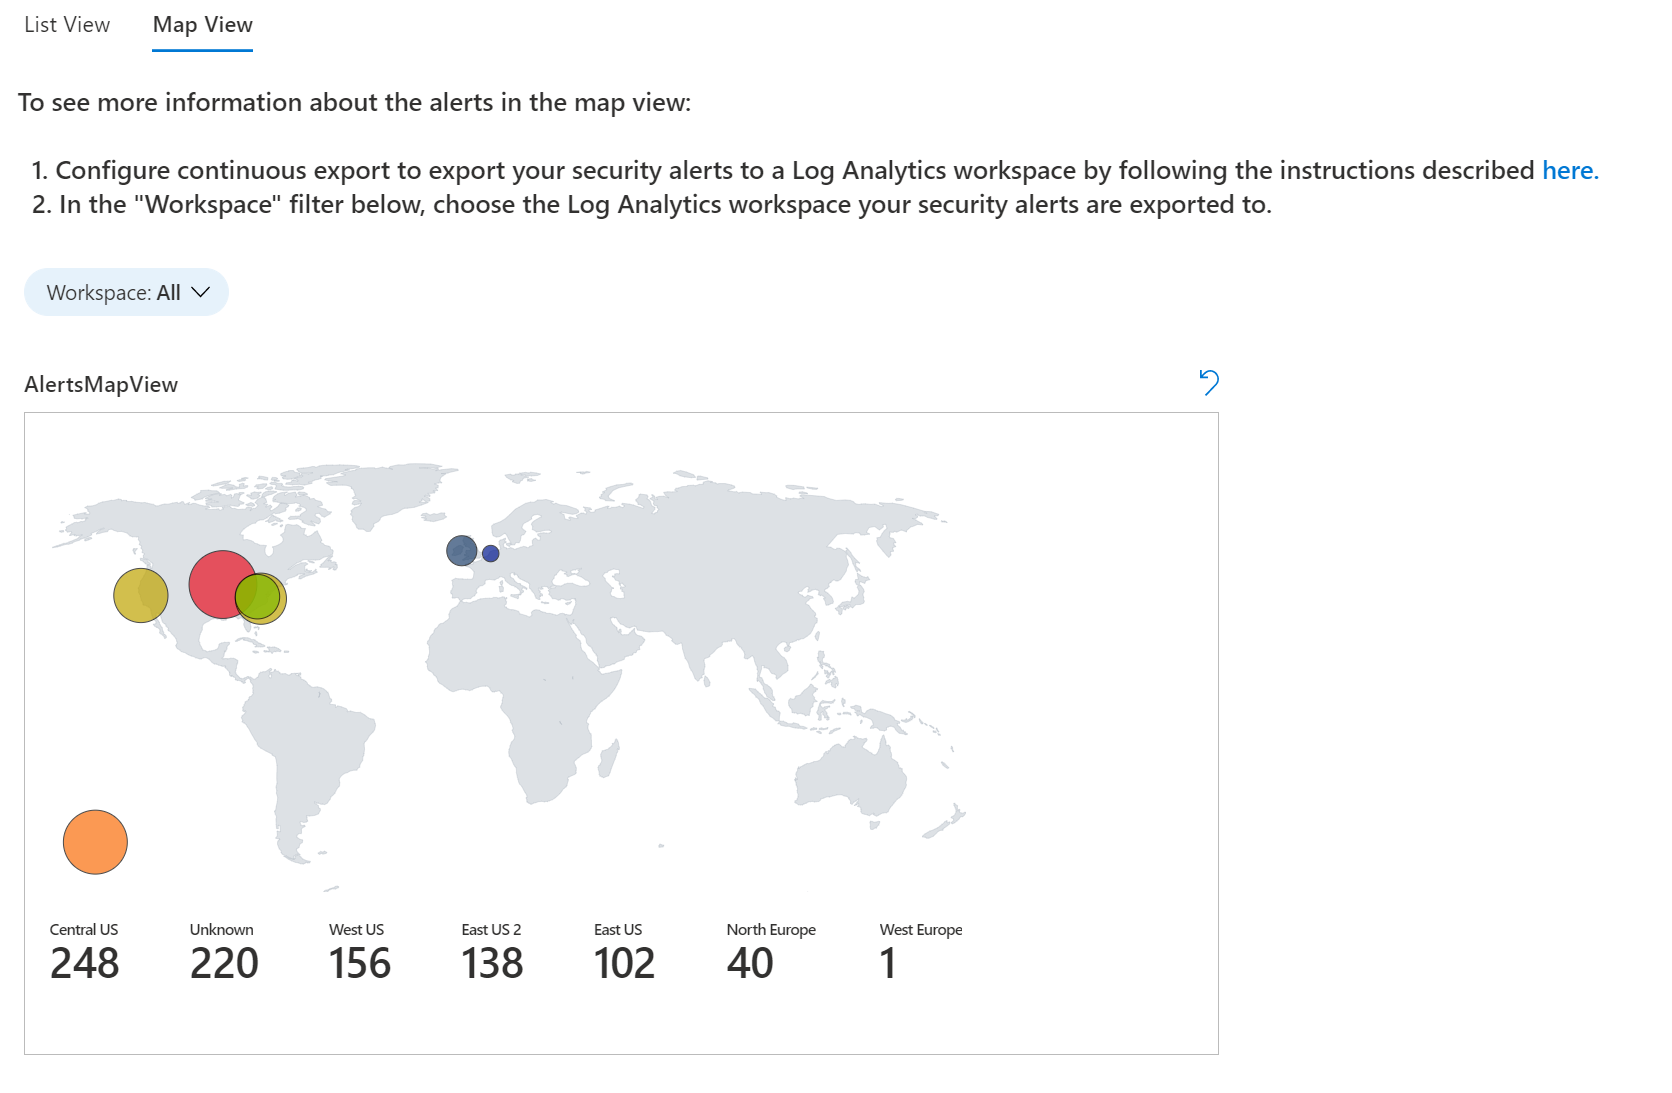 List View
Map View
To see more information about the alerts in the map view:
1. Configure continuous export to export your security alerts to a Log Analytics workspace by following the instructions described here.
2. In the "Workspace" filter below, choose the Log Analytics workspace your security alerts are exported to.
Workspace: All
AlertsMapView
Central US
248
Unknown
220
West US
156
East US 2
138
East US
102
North Europe
40
West Europe
1